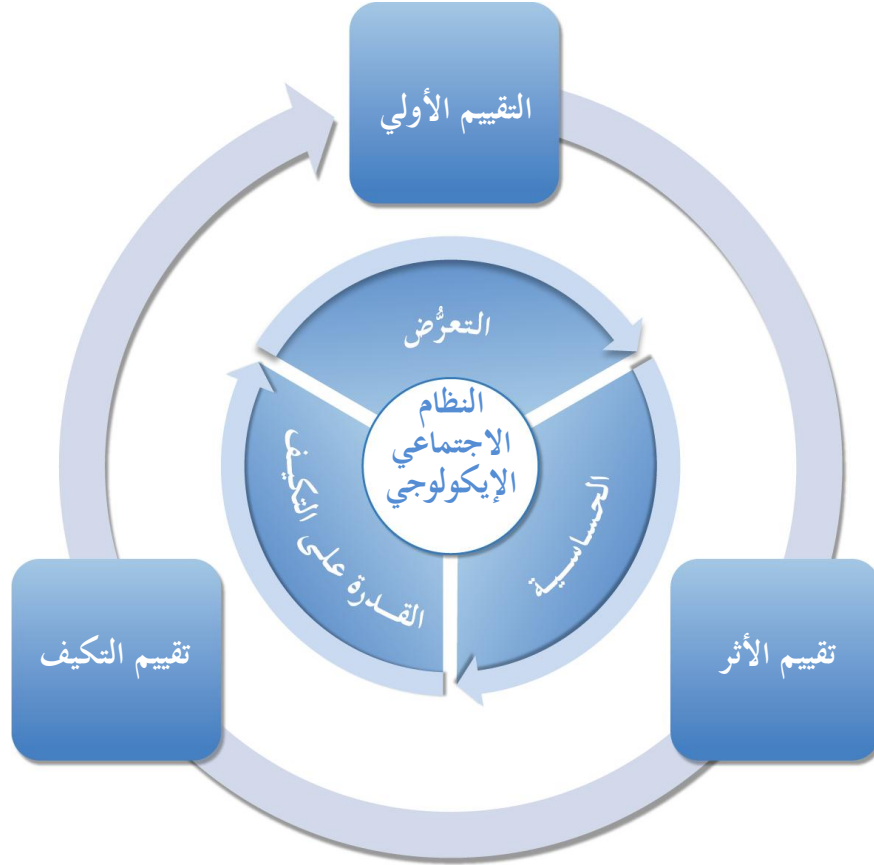 التقييم الأولي
التعرُّض
النظام
الاجتماعي
الإيكولوجي
الحساسية
القدرة على التكيف
تقييم الأثر
تقييم التكيف